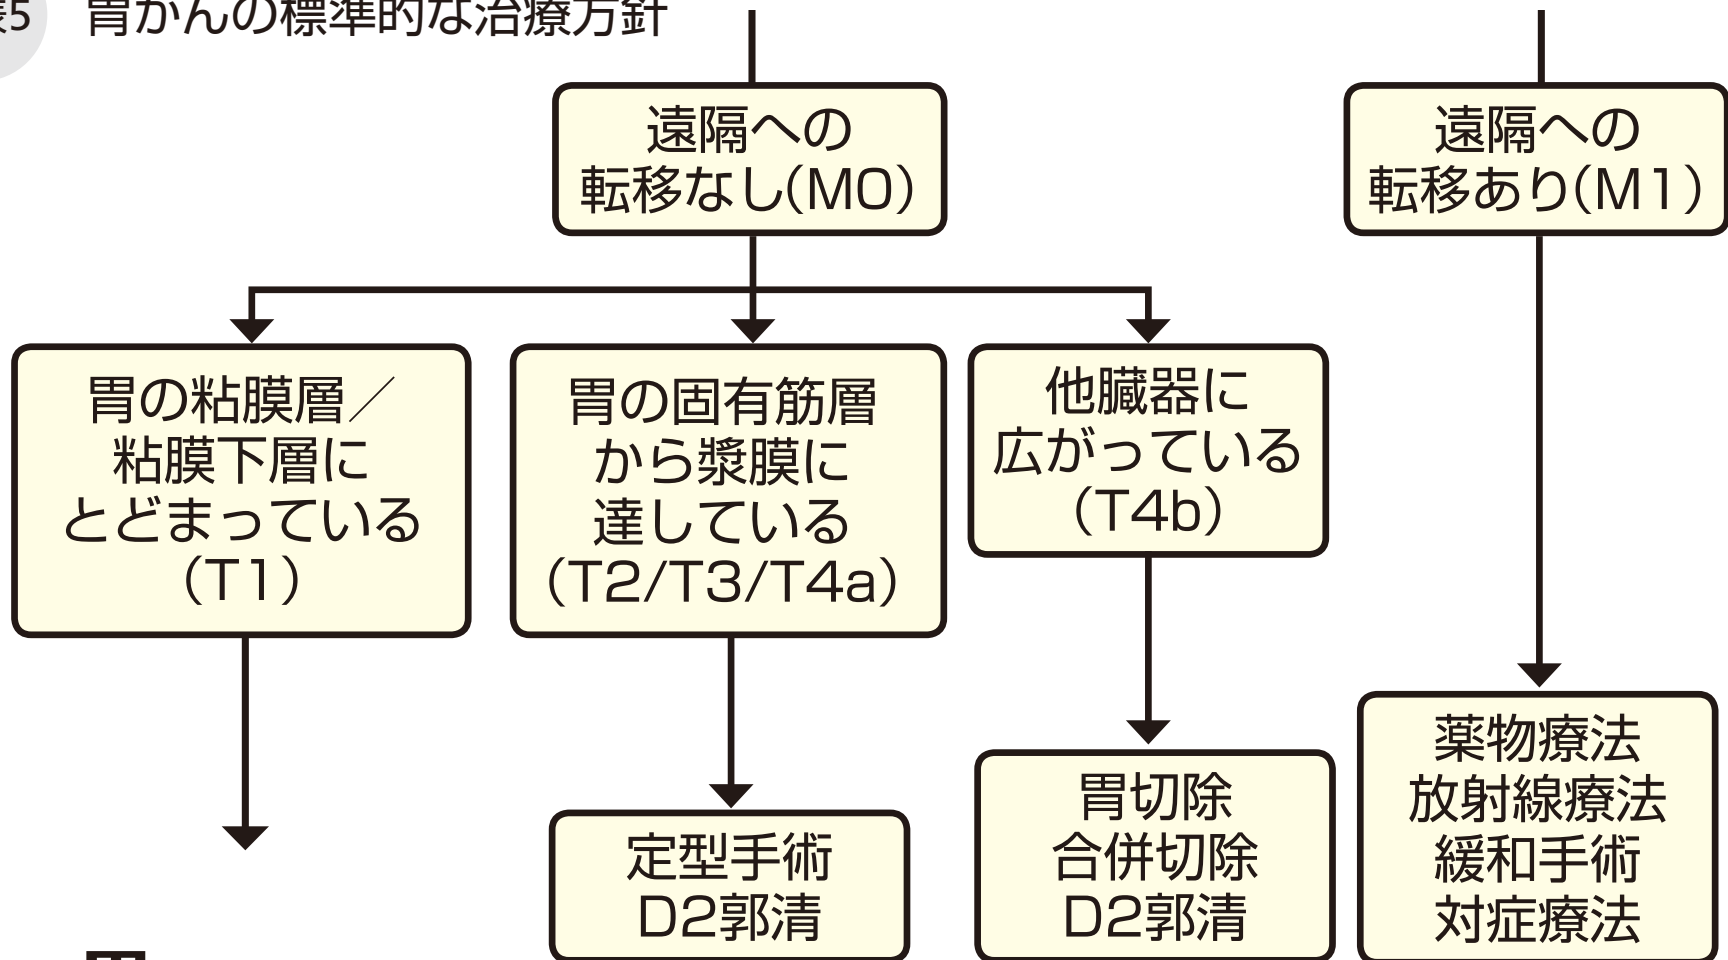 表5 胃がんの標準的な治療方針
遠隔への
転移なし(M0)
遠隔への
転移あり(M1)
胃の粘膜層／
粘膜下層に
とどまっている
(T1)
胃の固有筋層
から漿膜に
達している
(T2/T3/T4a)
他臓器に
広がっている
(T4b)
定型手術
D2郭清
胃切除
合併切除
D2郭清
薬物療法
放射線療法
緩和手術
対症療法